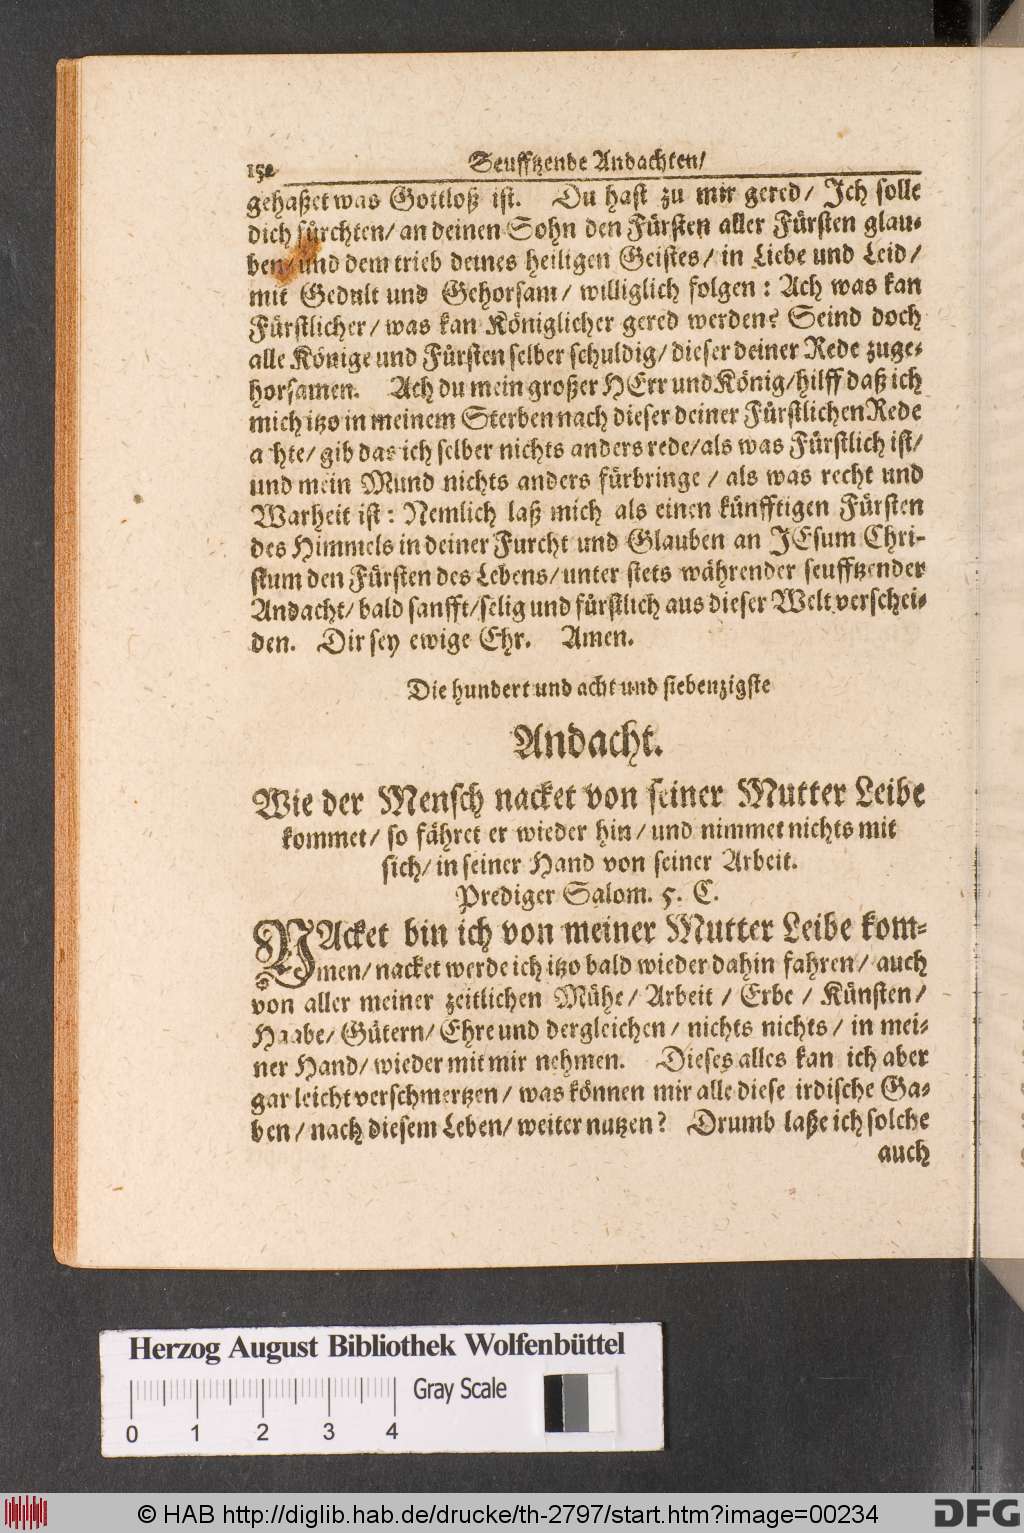 152 Seufftzende Andachten/
gehaßet was Gottloß ist. Du hast zu mir gered/ Ich solle
dich fürchten/ an deinen Sohn den Fürsten aller Fürsten glau-
ben/ und dem trieb deines heiligen Geistes/ in Liebe und Leid/
mit Gedult und Gehorsam/ williglich folgen: Ach was kan
Fürstlicher/ was kan Königlicher gered werden? Seind doch
alle Könige und Fürsten selber schuldig/ dieser deiner Rede zuge-
horsamen. Ach du mein großer HErr und König/ hilff daß ich
mich itzo in meinem Sterben nach dieser deiner Fürstlichen Rede
a hte/ gib das ich selber nichts anders rede/ als was Fürstlich ist/
und mein Mund nichts anders fürbringe/ als was recht und
Warheit ist: Nemlich laß mich als einen künfftigen Fürsten
des Himmels in deiner Furcht und Glauben an JEsum Chri-
stum den Fürsten des Lebens/ unter stets währender seufftzender
Andacht/ bald sanfft/ selig und fürstlich aus dieser Welt verschei-
den. Dir sey ewige Ehr. Amen.
Die hundert und acht und siebenzigste
Andacht.
Wie der Mensch nacket von seiner Mutter Leibe
kommet/ so fähret er wieder hin/ und nimmet nichts mit
sich/ in seiner Hand von seiner Arbeit.
Prediger Salom. 5. C.
NAcket bin ich von meiner Mutter Leibe kom-
men/ nacket werde ich itzo bald wieder dahin fahren/ auch
von aller meiner zeitlichen Mühe/ Arbeit/ Erbe/ Künsten/
Haabe/ Gütern/ Ehre und dergleichen/ nichts nichts/ in mei-
ner Hand/ wieder mit mir nehmen. Dieses alles kan ich aber
gar leicht verschmertzen/ was können mir alle diese irdische Ga-
ben/ nach diesem Leben/ weiter nutzen? Drumb laße ich solche
auch
Herzog August Bibliothek Wolfenbüttel
Gray Scale
0 1 2 3 4
© HAB http://diglib.hab.de/drucke/th-2797/start.htm?image=00234
DFG